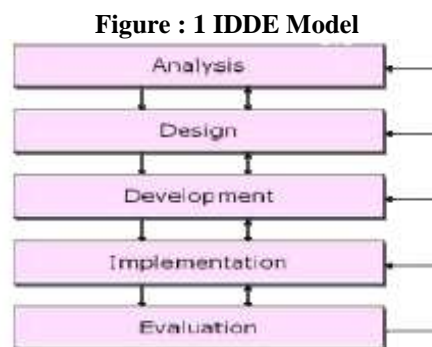 Figure : 1 IDDE Model
Analysis
Design
Development
Implementation
Evaluation